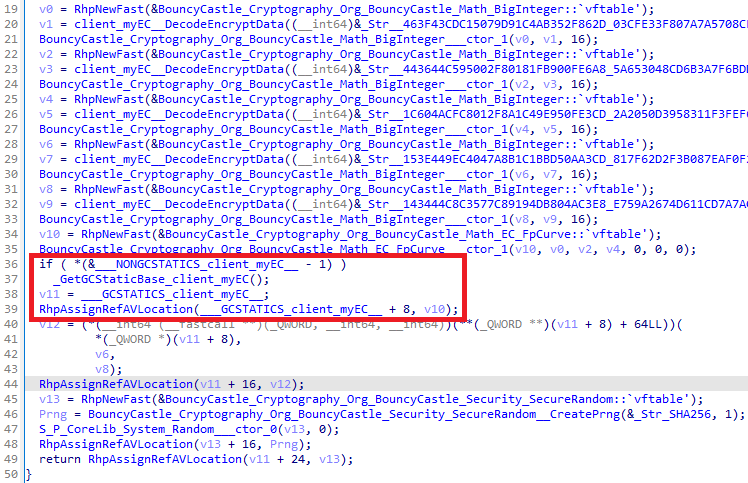 19 v0 = RhpNewFast(&BouncyCastle_Cryptography_Org_BouncyCastle_Math_BigInteger::`vftable');
20 v1 = client_myEC__DecodeEncryptData((__int64)&_Str__463F43CDC15079D91C4AB352F862D_03CFE33F807A7A5708C
21 BouncyCastle_Cryptography_Org_BouncyCastle_Math_BigInteger___ctor_1(v0, v1, 16);
22 v2 = RhpNewFast(&BouncyCastle_Cryptography_Org_BouncyCastle_Math_BigInteger::`vftable');
23 v3 = client_myEC__DecodeEncryptData((__int64)&_Str__443644C595002F80181FB900FE6A8_5A653048CD6B3A7F6BD
24 BouncyCastle_Cryptography_Org_BouncyCastle_Math_BigInteger___ctor_1(v2, v3, 16);
25 v4 = RhpNewFast(&BouncyCastle_Cryptography_Org_BouncyCastle_Math_BigInteger::`vftable');
26 v5 = client_myEC__DecodeEncryptData((__int64)&_Str__1C604ACFC8012F8A1C49E950FE3CD_2A2050D3958311F3FEF
27 BouncyCastle_Cryptography_Org_BouncyCastle_Math_BigInteger___ctor_1(v4, v5, 16);
28 v6 = RhpNewFast(&BouncyCastle_Cryptography_Org_BouncyCastle_Math_BigInteger::`vftable');
29 v7 = client_myEC__DecodeEncryptData((__int64)&_Str__153E449EC4047A8B1C1BBD50AA3CD_817F62D2F3B087EAF0F
30 BouncyCastle_Cryptography_Org_BouncyCastle_Math_BigInteger___ctor_1(v6, v7, 16);
31 v8 = RhpNewFast(&BouncyCastle_Cryptography_Org_BouncyCastle_Math_BigInteger::`vftable');
32 v9 = client_myEC__DecodeEncryptData((__int64)&_Str__143444C8C3577C89194DB804AC3E8_E759A2674D611CD7A7A
33 BouncyCastle_Cryptography_Org_BouncyCastle_Math_BigInteger___ctor_1(v8, v9, 16);
34 v10 = RhpNewFast(&BouncyCastle_Cryptography_Org_BouncyCastle_Math_EC_FpCurve::`vftable');
35 BouncyCastle_Cryptography_Org_BouncyCastle_Math_EC_FpCurve___ctor_1(v10, v0, v2, v4, 0, 0, 0);
36 if ( *(&___NONGCSTATICS_client_myEC__ - 1) )
37 _GetGCStaticBase_client_myEC();
38 v11 = ___GCSTATICS_client_myEC__;
39 RhpAssignRefAVLocation(___GCSTATICS_client_myEC__ + 8, v10);
40 v12 = (*(__int64 (__fastcall **)(_QWORD, __int64, __int64))(**(_QWORD **)(v11 + 8) + 64LL))(
41 *(_QWORD *)(v11 + 8),
42 v6,
43 v8);
44 RhpAssignRefAVLocation(v11 + 16, v12);
45 v13 = RhpNewFast(&BouncyCastle_Cryptography_Org_BouncyCastle_Security_SecureRandom::`vftable');
46 Prng = BouncyCastle_Cryptography_Org_BouncyCastle_Security_SecureRandom__CreatePrng(&_Str_SHA256, 1);
47 S_P_CoreLib_System_Random___ctor_0(v13, 0);
48 RhpAssignRefAVLocation(v13 + 16, Prng);
49 return RhpAssignRefAVLocation(v11 + 24, v13);
50 }